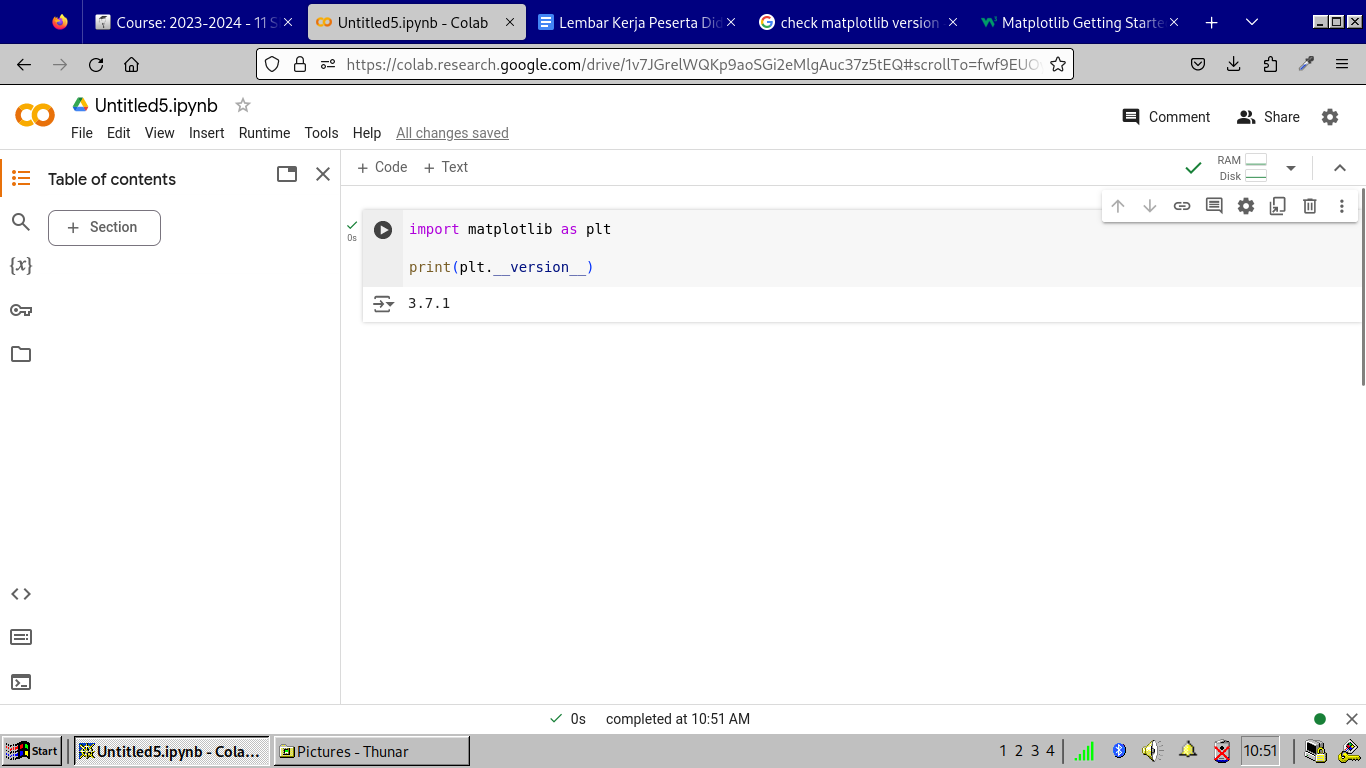 Course: 2023-2024 - 11 S
Untitled5.ipynb - Colab
Lembar Kerja Peserta Did
check matplotlib version
Matplotlib Getting Starte
https://colab.research.google.com/drive/1v7JGrelWQKp9aoSGi2eMlgAuc37z5tEQ#scrollTo=fwf9EUO
Untitled5.ipynb
File Edit View Insert Runtime Tools Help All changes saved
Comment
Share
Table of contents
+ Section
+ Code + Text
RAM
Disk
{x}
0s
import matplotlib as plt
print(plt.__version__)
3.7.1
0s completed at 10:51 AM
Start
Untitled5.ipynb - Cola...
Pictures - Thunar
1 2 3 4
10:51